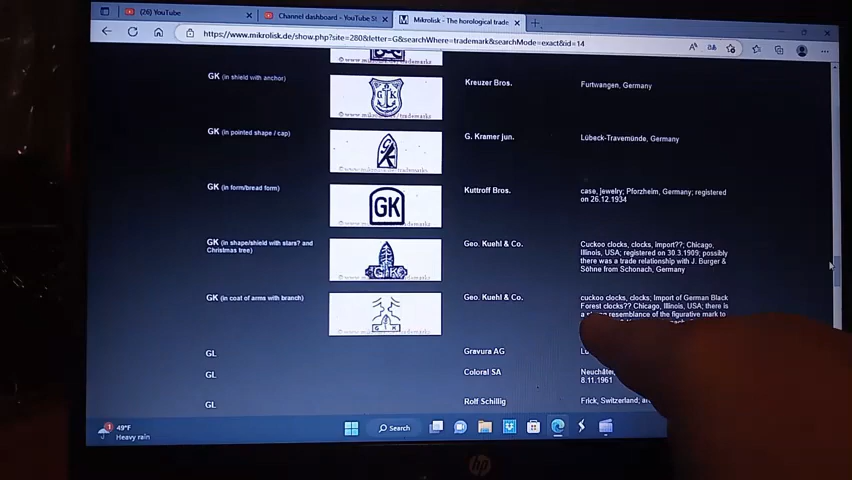 (26) YouTube
Channel dashboard - YouTube St
Mikrolisk - The horological trade
https://www.mikrolisk.de/show.php?site=280&letter=G&searchWhere=trademark&searchMode=exact&id=14
GK (in shield with anchor)
G K
Kreuzer Bros.
Furtwangen, Germany
GK (in pointed shape / cap)
GK
G. Kramer jun.
Lübeck-Travemünde, Germany
GK (in form/bread form)
GK
Kuttroff Bros.
case, jewelry; Pforzheim, Germany; registered
on 26.12.1934
GK (in shape/shield with stars? and
Christmas tree)
G K
Geo. Kuehl & Co.
Cuckoo clocks, clocks, import??; Chicago,
Illinois, USA; registered on 30.3.1909; possibly
there was a trade relationship with J. Burger &
Söhne from Schonach, Germany
GK (in coat of arms with branch)
G K
Geo. Kuehl & Co.
cuckoo clocks, clocks; Import of German Black
Forest clocks?? Chicago, Illinois, USA; there is
a resemblance of the figurative mark to
GL
Gravura AG
GL
Coloral SA
Neuchâtel,
8.11.1961
GL
Rolf Schillig
Frick, Switzerland;
1
49°F
Heavy rain
Search
hp